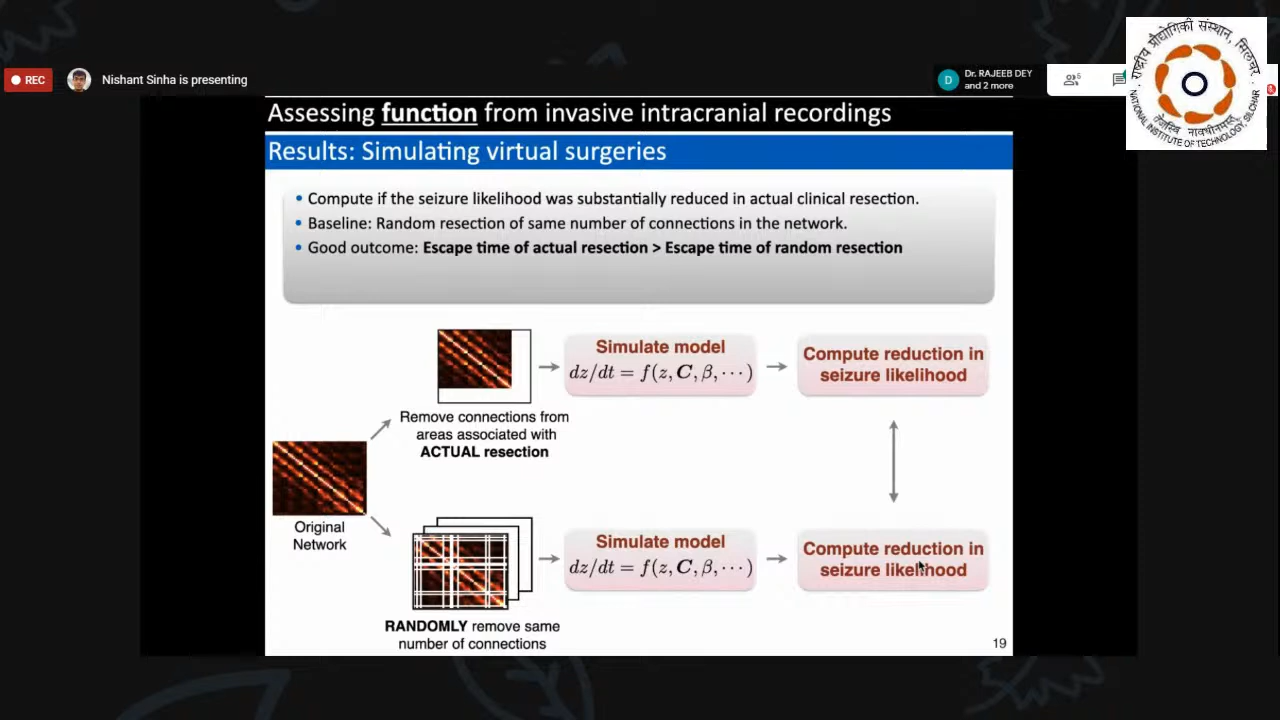 REC
Nishant Sinha is presenting
D
Dr. RAJEEB DEY
and 2 more
6
राष्ट्रीय प्रौद्योगिकी संस्थान, सिलचर
NATIONAL INSTITUTE OF TECHNOLOGY, SILCHAR
Assessing function from invasive intracranial recordings
Results: Simulating virtual surgeries
• Compute if the seizure likelihood was substantially reduced in actual clinical resection.
• Baseline: Random resection of same number of connections in the network.
• Good outcome: Escape time of actual resection > Escape time of random resection
Simulate model
dz/dt = f(z, C, β, ⋯)
Compute reduction in
seizure likelihood
Remove connections from
areas associated with
ACTUAL resection
Original
Network
Simulate model
dz/dt = f(z, C, β, ⋯)
Compute reduction in
seizure likelihood
RANDOMLY remove same
number of connections
19